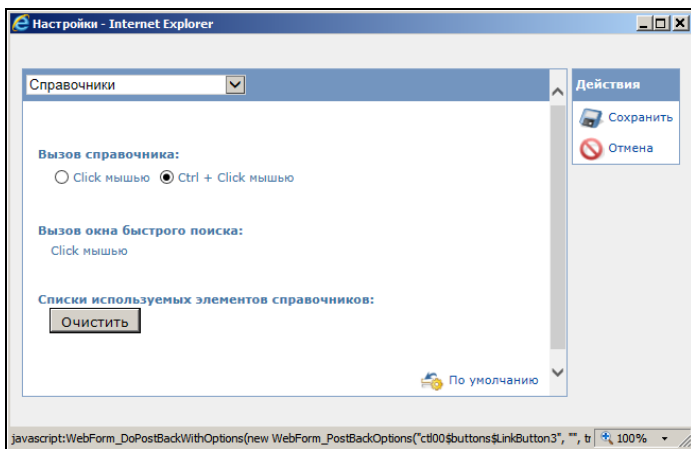 Настройки - Internet Explorer
Справочники
Действия
Сохранить
Отмена
Вызов справочника:
Click мышью Ctrl + Click мышью
Вызов окна быстрого поиска:
Click мышью
Списки используемых элементов справочников:
Очистить
По умолчанию
javascript:WebForm_DoPostBackWithOptions(new WebForm_PostBackOptions("ctl00$buttons$LinkButton3", "", t 100%